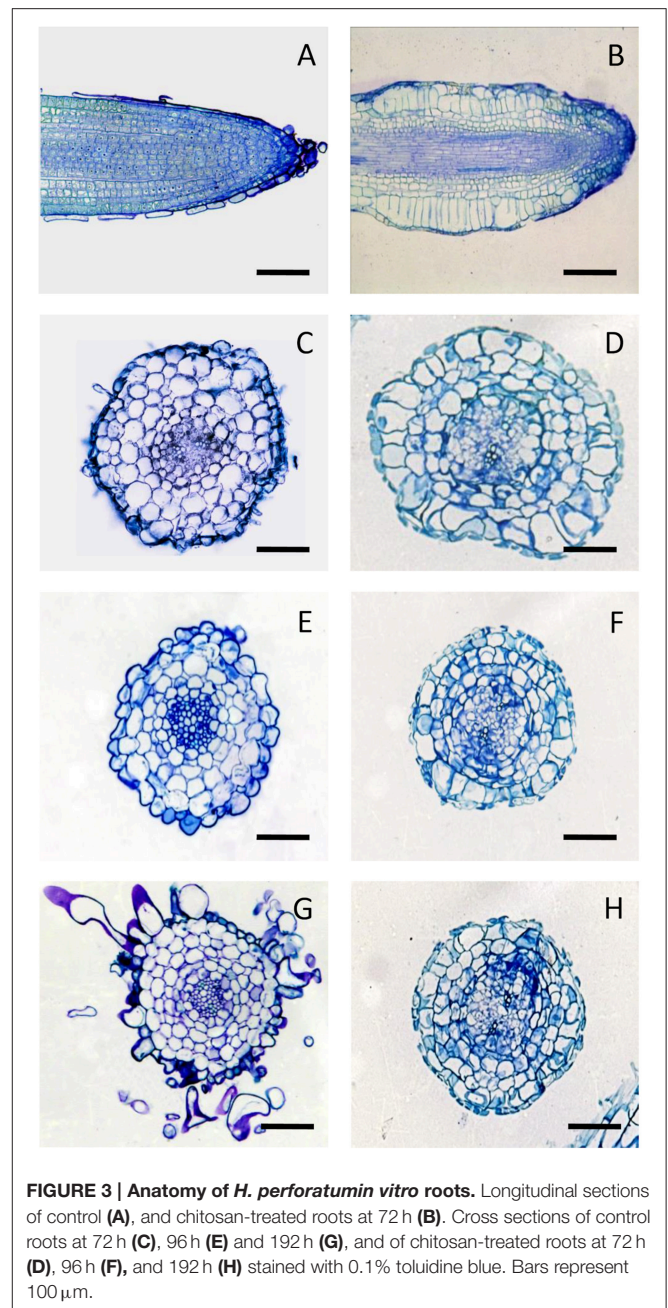 A
B
C
D
E
F
G
H
FIGURE 3 | Anatomy of H. perforatumin vitro roots. Longitudinal sections
of control (A), and chitosan-treated roots at 72 h (B). Cross sections of control
roots at 72 h (C), 96 h (E) and 192 h (G), and of chitosan-treated roots at 72 h
(D), 96 h (F), and 192 h (H) stained with 0.1% toluidine blue. Bars represent
100 μm.